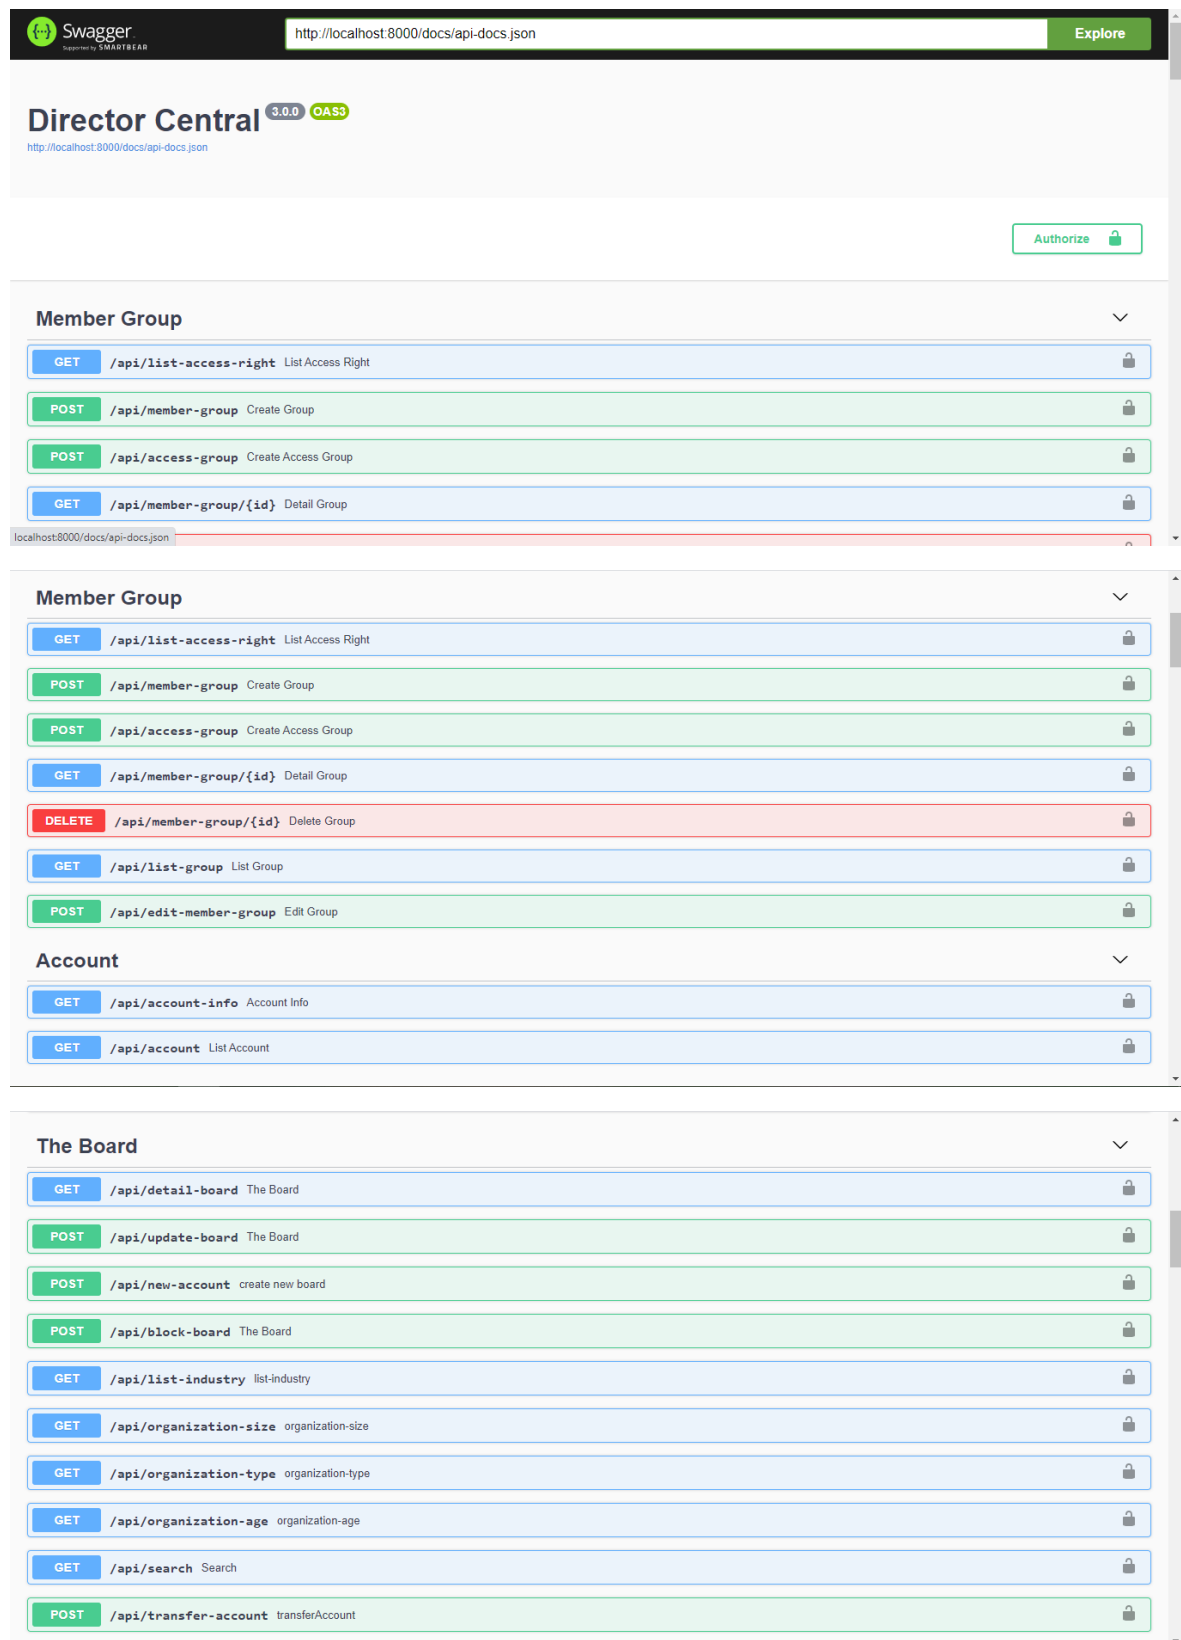 Swagger
Supported by SMARTBEAR
http://localhost:8000/docs/api-docs.json
Explore
Director Central 3.0.0 OAS3
http://localhost:8000/docs/api-docs.json
Authorize
Member Group
GET /api/list-access-right List Access Right
POST /api/member-group Create Group
POST /api/access-group Create Access Group
GET /api/member-group/{id} Detail Group
localhost:8000/docs/api-docs.json
Member Group
GET /api/list-access-right List Access Right
POST /api/member-group Create Group
POST /api/access-group Create Access Group
GET /api/member-group/{id} Detail Group
DELETE /api/member-group/{id} Delete Group
GET /api/list-group List Group
POST /api/edit-member-group Edit Group
Account
GET /api/account-info Account Info
GET /api/account List Account
The Board
GET /api/detail-board The Board
POST /api/update-board The Board
POST /api/new-account create new board
POST /api/block-board The Board
GET /api/list-industry list-industry
GET /api/organization-size organization-size
GET /api/organization-type organization-type
GET /api/organization-age organization-age
GET /api/search Search
POST /api/transfer-account transferAccount